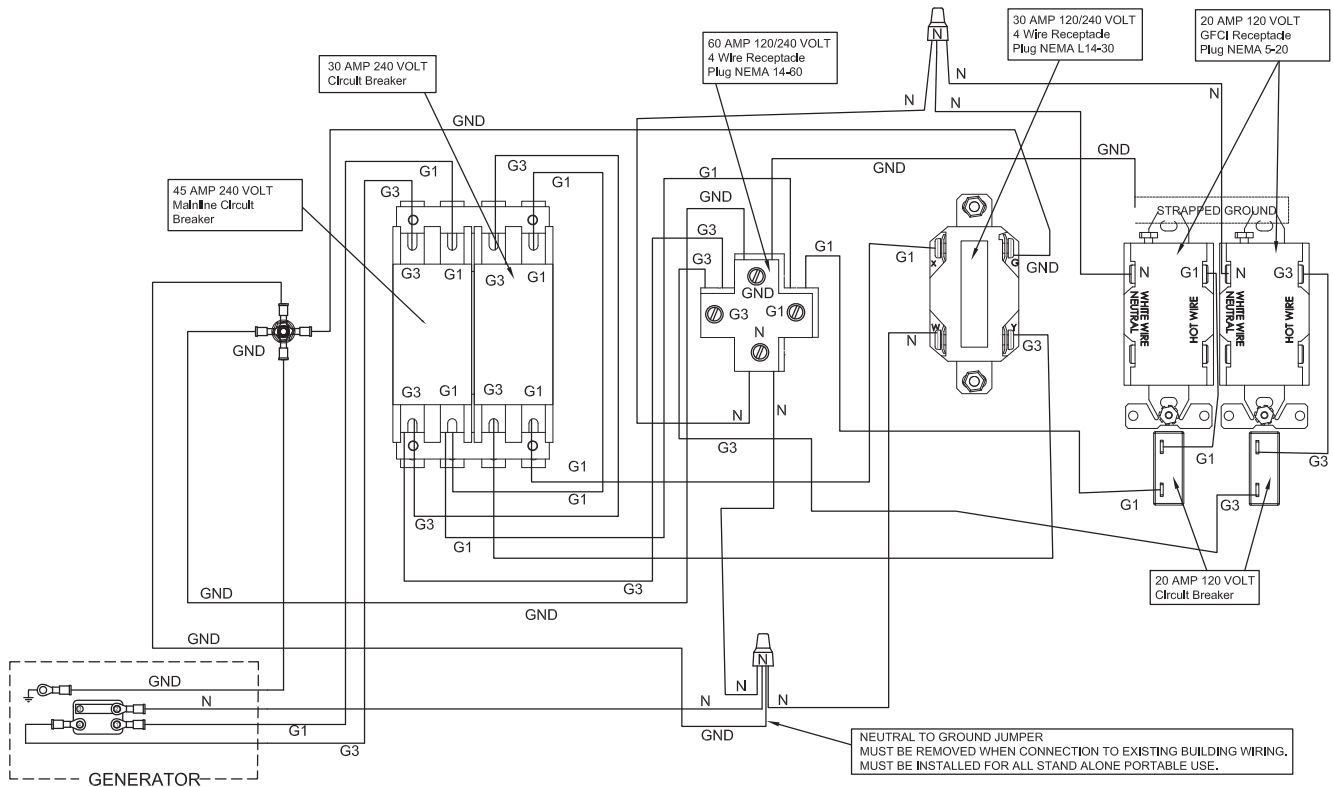 N
30 AMP 120/240 VOLT
4 Wire Receptacle
Plug NEMA L14-30
20 AMP 120 VOLT
GFCI Receptacle
Plug NEMA 5-20
60 AMP 120/240 VOLT
4 Wire Receptacle
Plug NEMA 14-60
30 AMP 240 VOLT
Circuit Breaker
N
N
N
N
GND
G3
G1
G1
G3
GND
GND
G1
GND
45 AMP 240 VOLT
Mainline Circuit
Breaker
STRAPPED GROUND
G3
G3
G1
G1
X
G
GND
G3
G1
G3
G1
N
G1
N
G3
GND
G3
G1
N
WHITE WIRE
NEUTRAL
HOT WIRE
WHITE WIRE
NEUTRAL
HOT WIRE
GND
N
W
Y
G3
G3
G1
G3
G1
N
N
G3
G1
G1
G1
G3
G1
G3
G3
G1
G3
20 AMP 120 VOLT
Circuit Breaker
GND
GND
GND
N
GND
N
N
N
N
G1
GND
G3
NEUTRAL TO GROUND JUMPER
MUST BE REMOVED WHEN CONNECTION TO EXISTING BUILDING WIRING.
MUST BE INSTALLED FOR ALL STAND ALONE PORTABLE USE.
GENERATOR